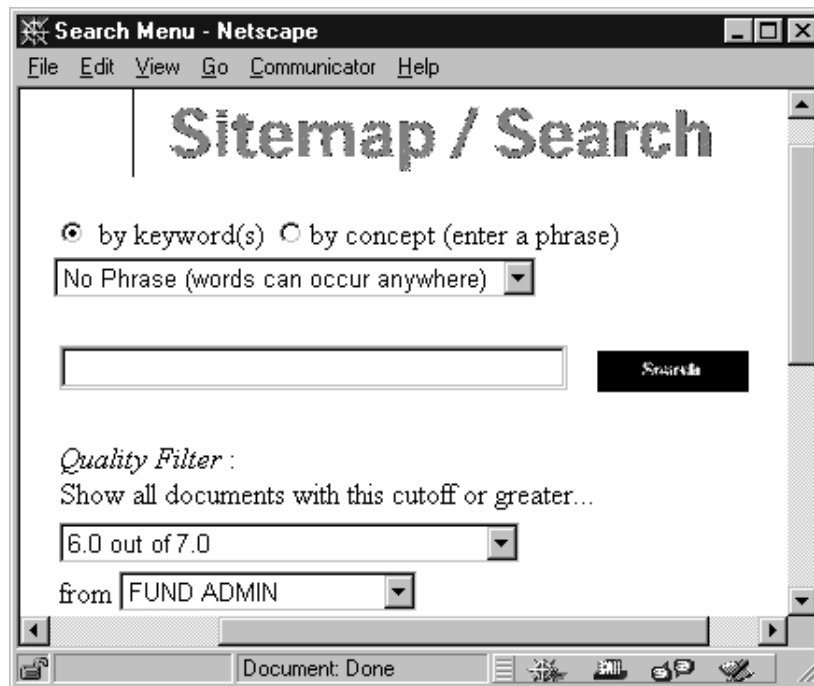 Search Menu - Netscape
File Edit View Go Communicator Help
Sitemap / Search
by keyword(s) by concept (enter a phrase)
No Phrase (words can occur anywhere)
Search
Quality Filter :
Show all documents with this cutoff or greater...
6.0 out of 7.0
from FUND ADMIN
Document: Done